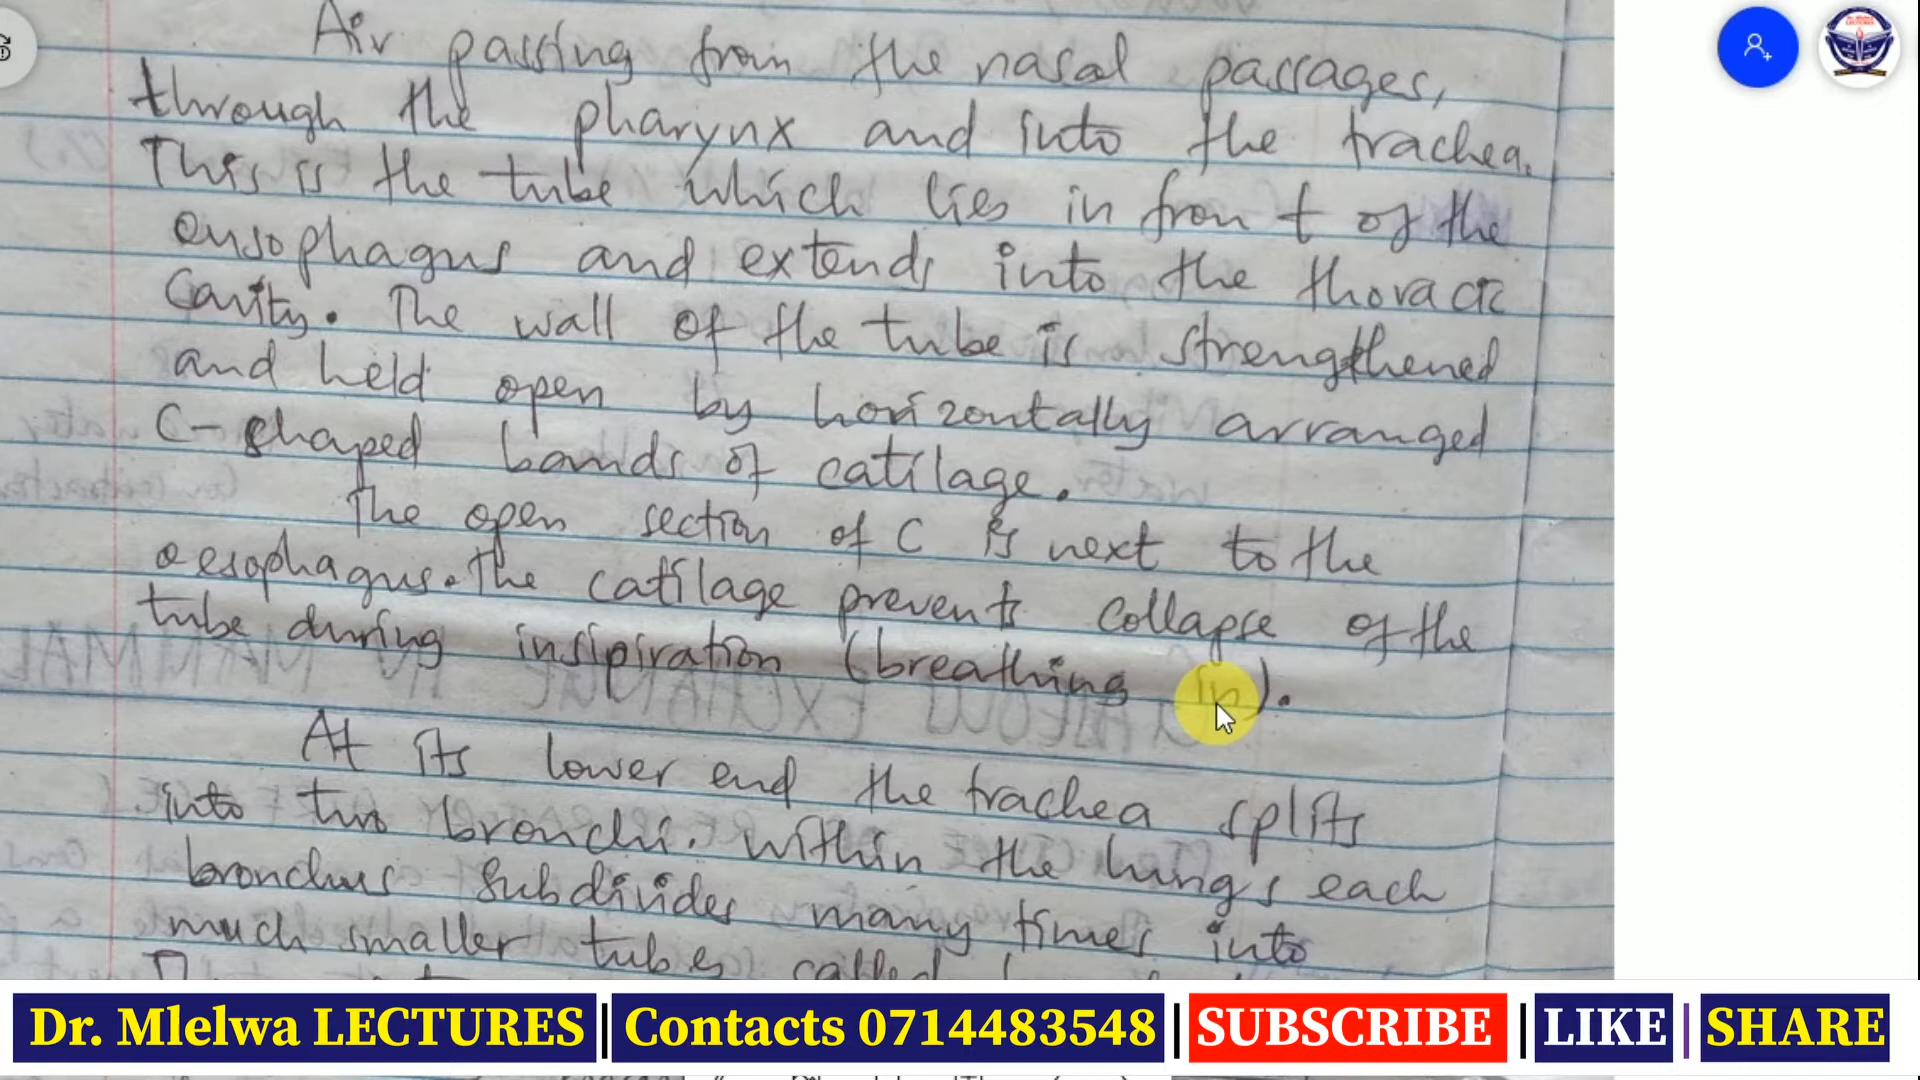 Air passing from the nasal passages,
through the pharynx and into the trachea.
This is the tube which lies in front of the
ousophagus and extends into the thoracic
Cavity. The wall of the tube is strengthened
and held open by horizontally arranged
C-shaped bands of catilage.
The open section of C is next to the
oesophagus. The catilage prevents collapse of the
tube during insipiration (breathing in).
At its lower end the trachea splits
into two bronchi. Within the lungs each
bronchus subdivides many times into
much smaller tubes called
Dr. Mlelwa LECTURES | Contacts 0714483548 | SUBSCRIBE | LIKE | SHARE